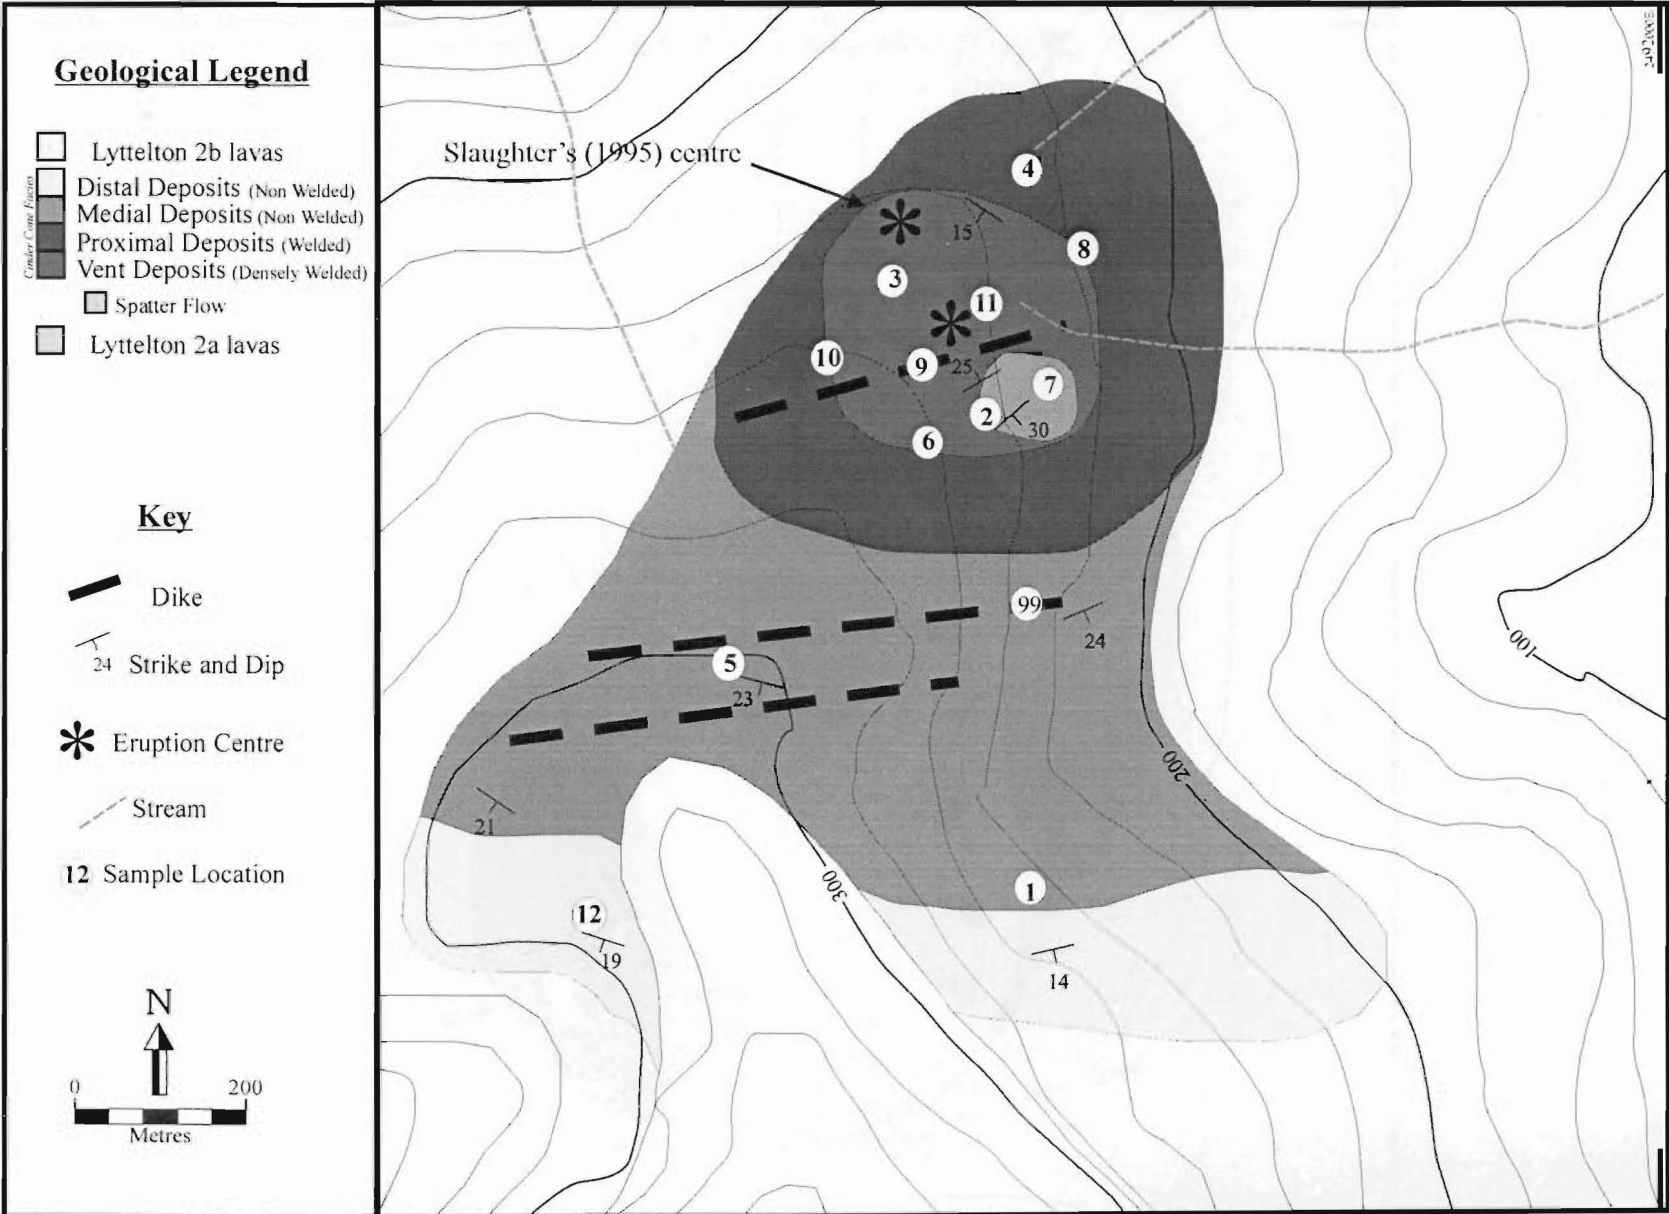 Geological Legend
Lyttelton 2b lavas
Cinder Cone Facies
Distal Deposits (Non Welded)
Medial Deposits (Non Welded)
Proximal Deposits (Welded)
Vent Deposits (Densely Welded)
Spatter Flow
Lyttelton 2a lavas
Key
Dike
24 Strike and Dip
Eruption Centre
Stream
12 Sample Location
N
0 200
Metres
Slaughter's (1995) centre
4
15
8
3
11
10
9
25
7
2
30
6
99
24
5
23
100
200
21
300
1
12
19
14